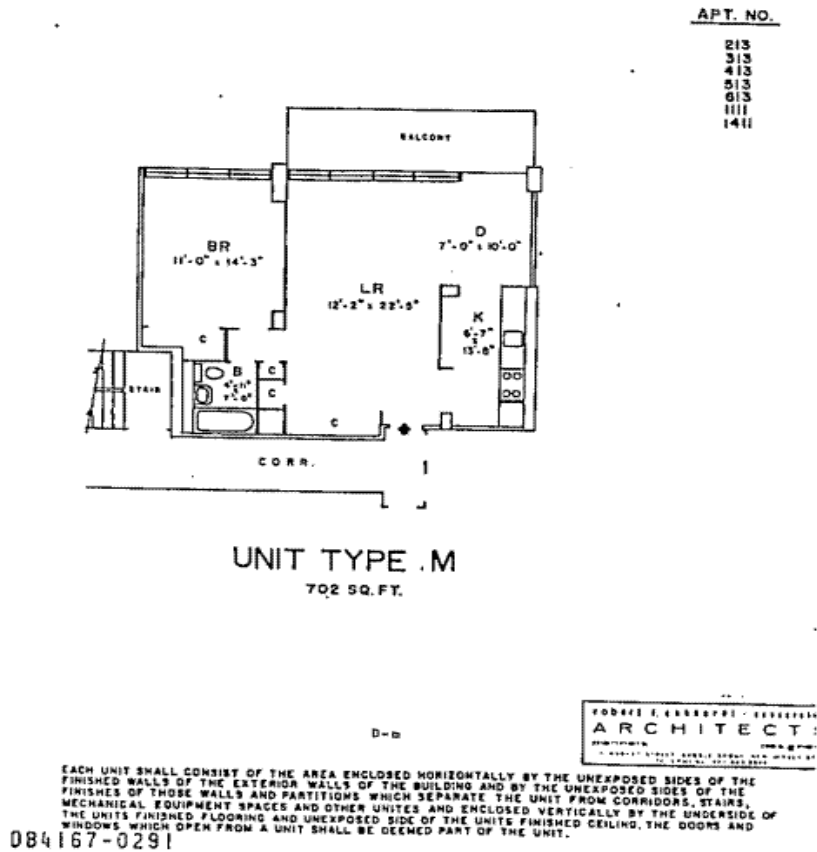 APT. NO.
213
313
413
513
613
1111
1411
BALCONY
BR
11'-0" x 14'-3"
D
7'-0" x 10'-0"
LR
12'-2" x 22'-5"
K
6'-7"
x
13'-8"
C
B
C
7'-0"
C
STAIR
C
CORR.
1
UNIT TYPE .M
702 SQ. FT.
ARCHITECT
EACH UNIT SHALL CONSIST OF THE AREA ENCLOSED HORIZONTALLY BY THE UNEXPOSED SIDES OF THE
FINISHED WALLS OF THE EXTERIOR WALLS OF THE BUILDING AND BY THE UNEXPOSED SIDES OF THE
FINISHES OF THOSE WALLS AND PARTITIONS WHICH SEPARATE THE UNIT FROM CORRIDORS, STAIRS,
MECHANICAL EQUIPMENT SPACES AND OTHER UNITES AND ENCLOSED VERTICALLY BY THE UNDERSIDE OF
THE UNITS FINISHED FLOORING AND UNEXPOSED SIDE OF THE UNITS FINISHED CEILING, THE DOORS AND
WINDOWS WHICH OPEN FROM A UNIT SHALL BE DEEMED PART OF THE UNIT.
084167-0291